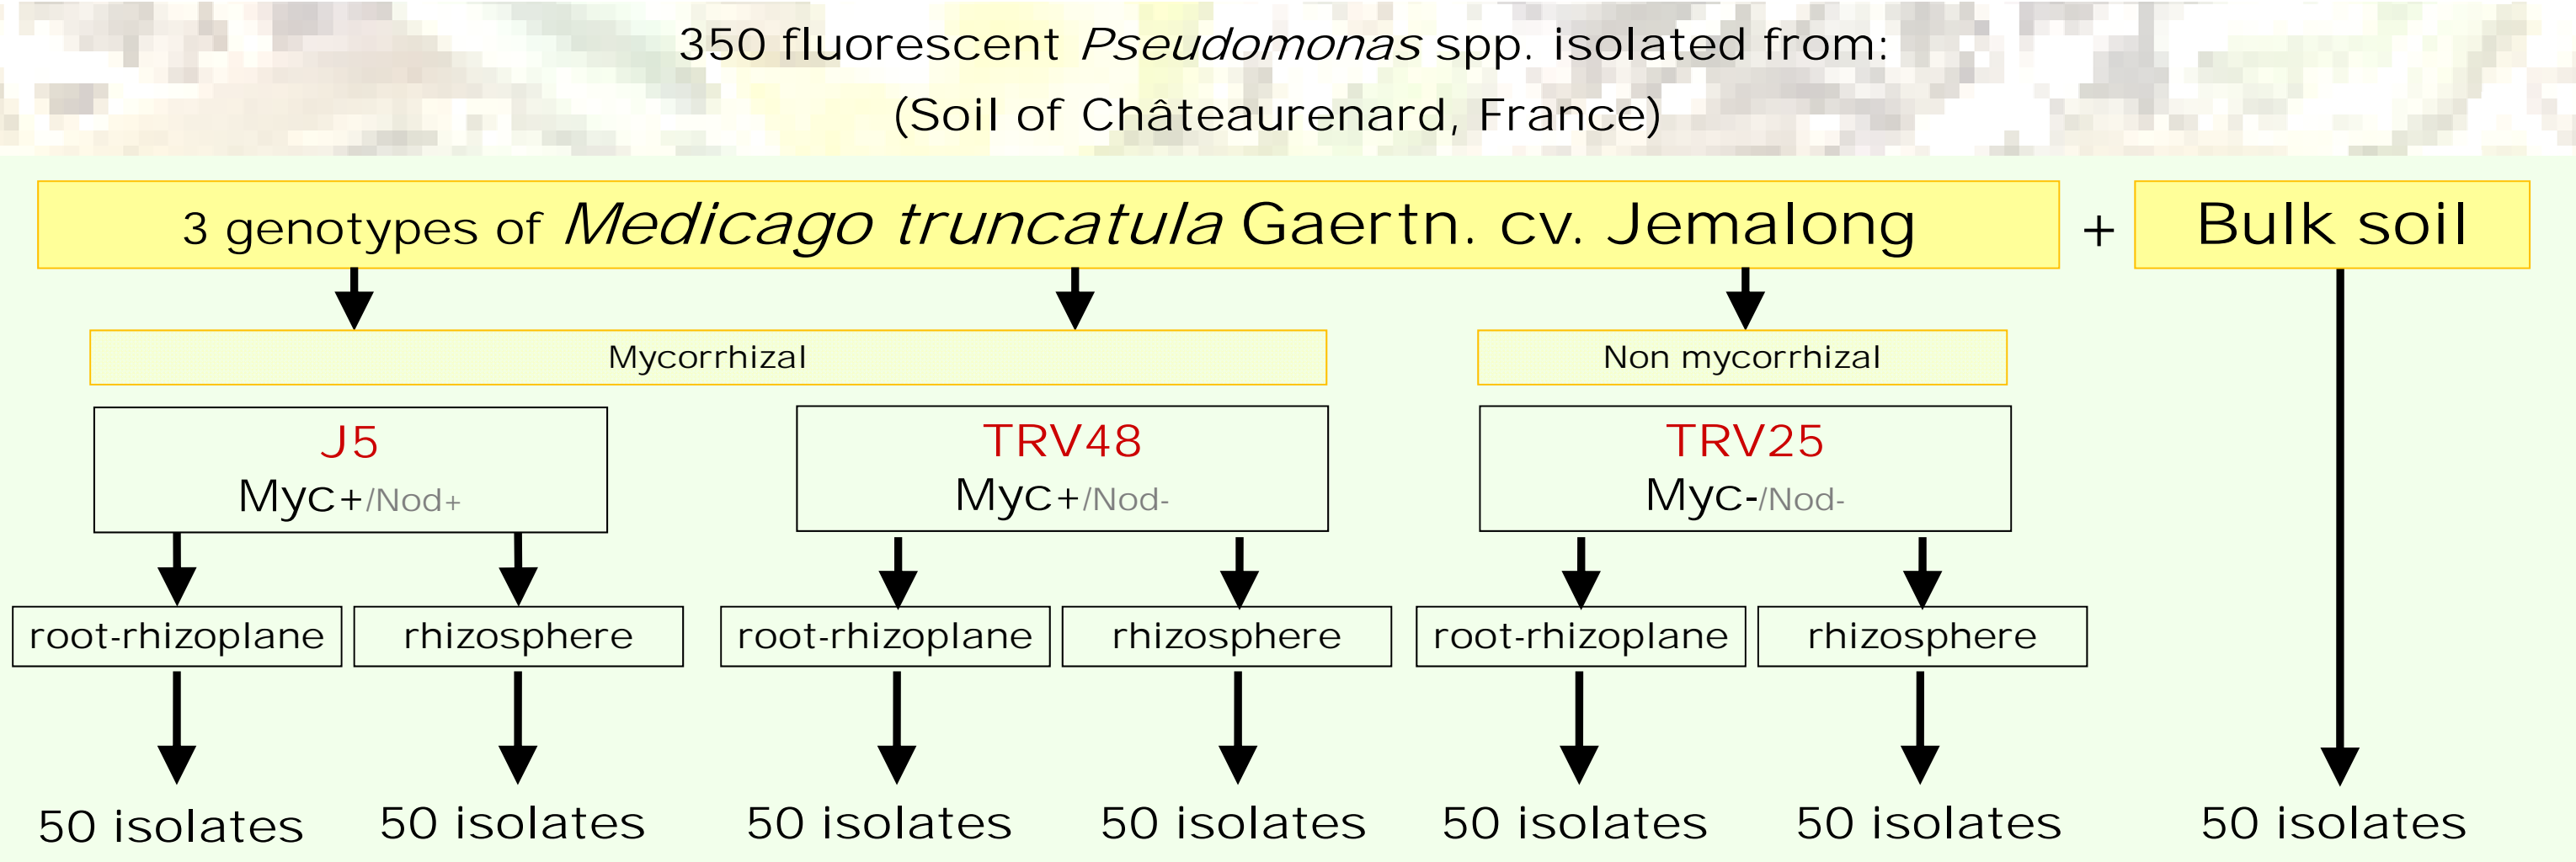 350 fluorescent Pseudomonas spp. isolated from:
(Soil of Châteaurenard, France)
3 genotypes of Medicago truncatula Gaertn. cv. Jemalong + Bulk soil
Mycorrhizal
Non mycorrhizal
J5
Myc+/Nod+
TRV48
Myc+/Nod-
TRV25
Myc-/Nod-
root-rhizoplane
rhizosphere
root-rhizoplane
rhizosphere
root-rhizoplane
rhizosphere
50 isolates
50 isolates
50 isolates
50 isolates
50 isolates
50 isolates
50 isolates